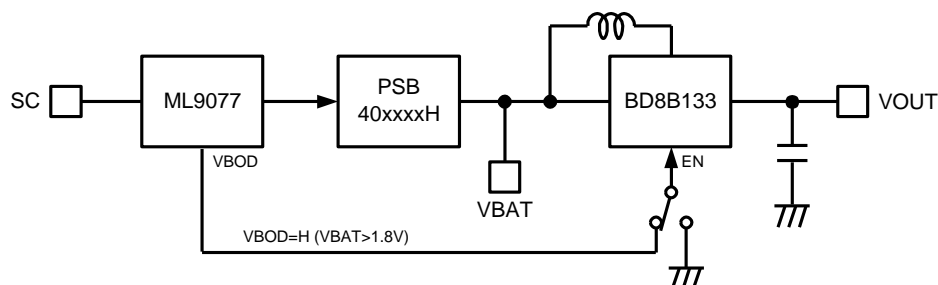 SC
ML9077
PSB
40xxxxH
BD8B133
VOUT
VBOD
EN
VBAT
VBOD=H (VBAT>1.8V)